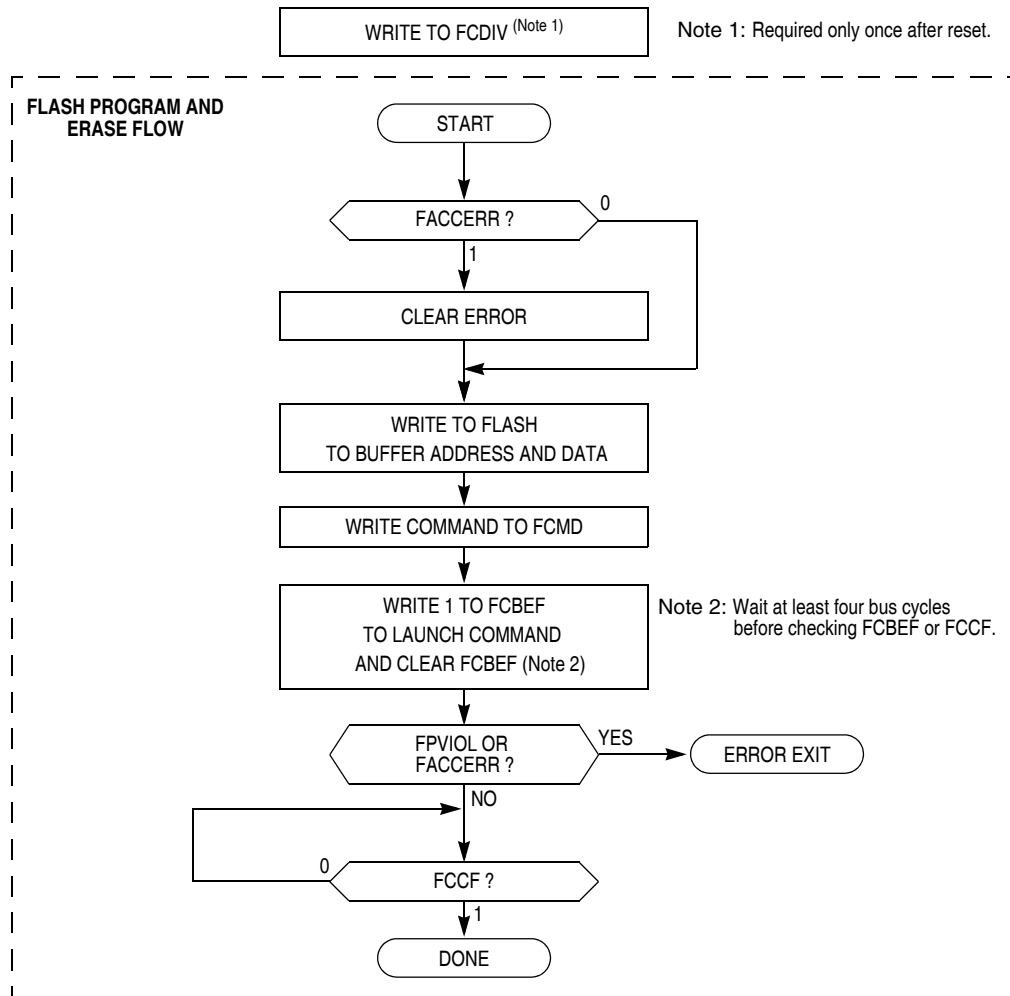 WRITE TO FCDIV (Note 1)
Note 1: Required only once after reset.
FLASH PROGRAM AND
ERASE FLOW
START
FACCERR ?
0
1
CLEAR ERROR
WRITE TO FLASH
TO BUFFER ADDRESS AND DATA
WRITE COMMAND TO FCMD
WRITE 1 TO FCBEF
TO LAUNCH COMMAND
AND CLEAR FCBEF (Note 2)
Note 2: Wait at least four bus cycles
before checking FCBEF or FCCF.
FPVIOL OR
FACCERR ?
YES
ERROR EXIT
NO
0
FCCF ?
1
DONE